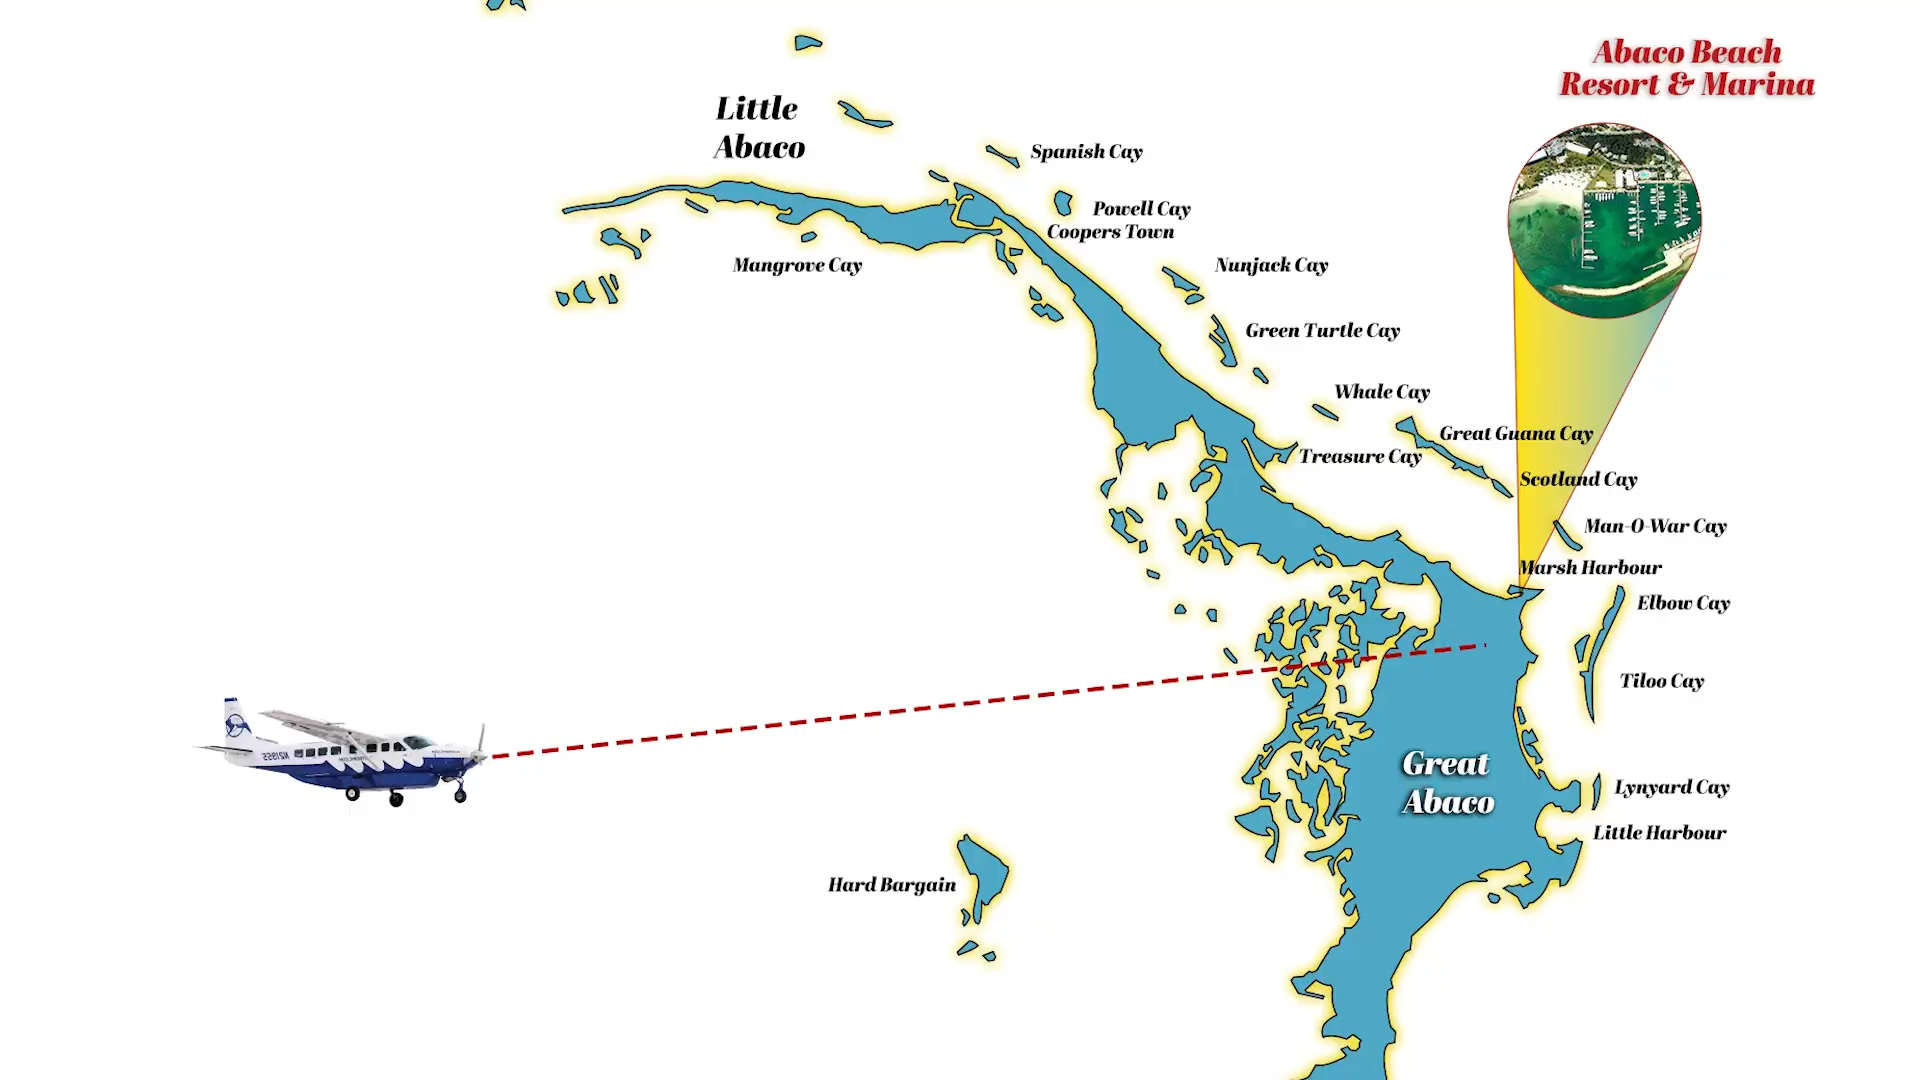 Abaco Beach
Resort & Marina
Little
Abaco
Spanish Cay
Powell Cay
Coopers Town
Mangrove Cay
Nunjack Cay
Green Turtle Cay
Whale Cay
Great Guana Cay
Treasure Cay
Scotland Cay
Man-O-War Cay
Marsh Harbour
Elbow Cay
Tiloo Cay
Great
Abaco
Lynyard Cay
Little Harbour
Hard Bargain